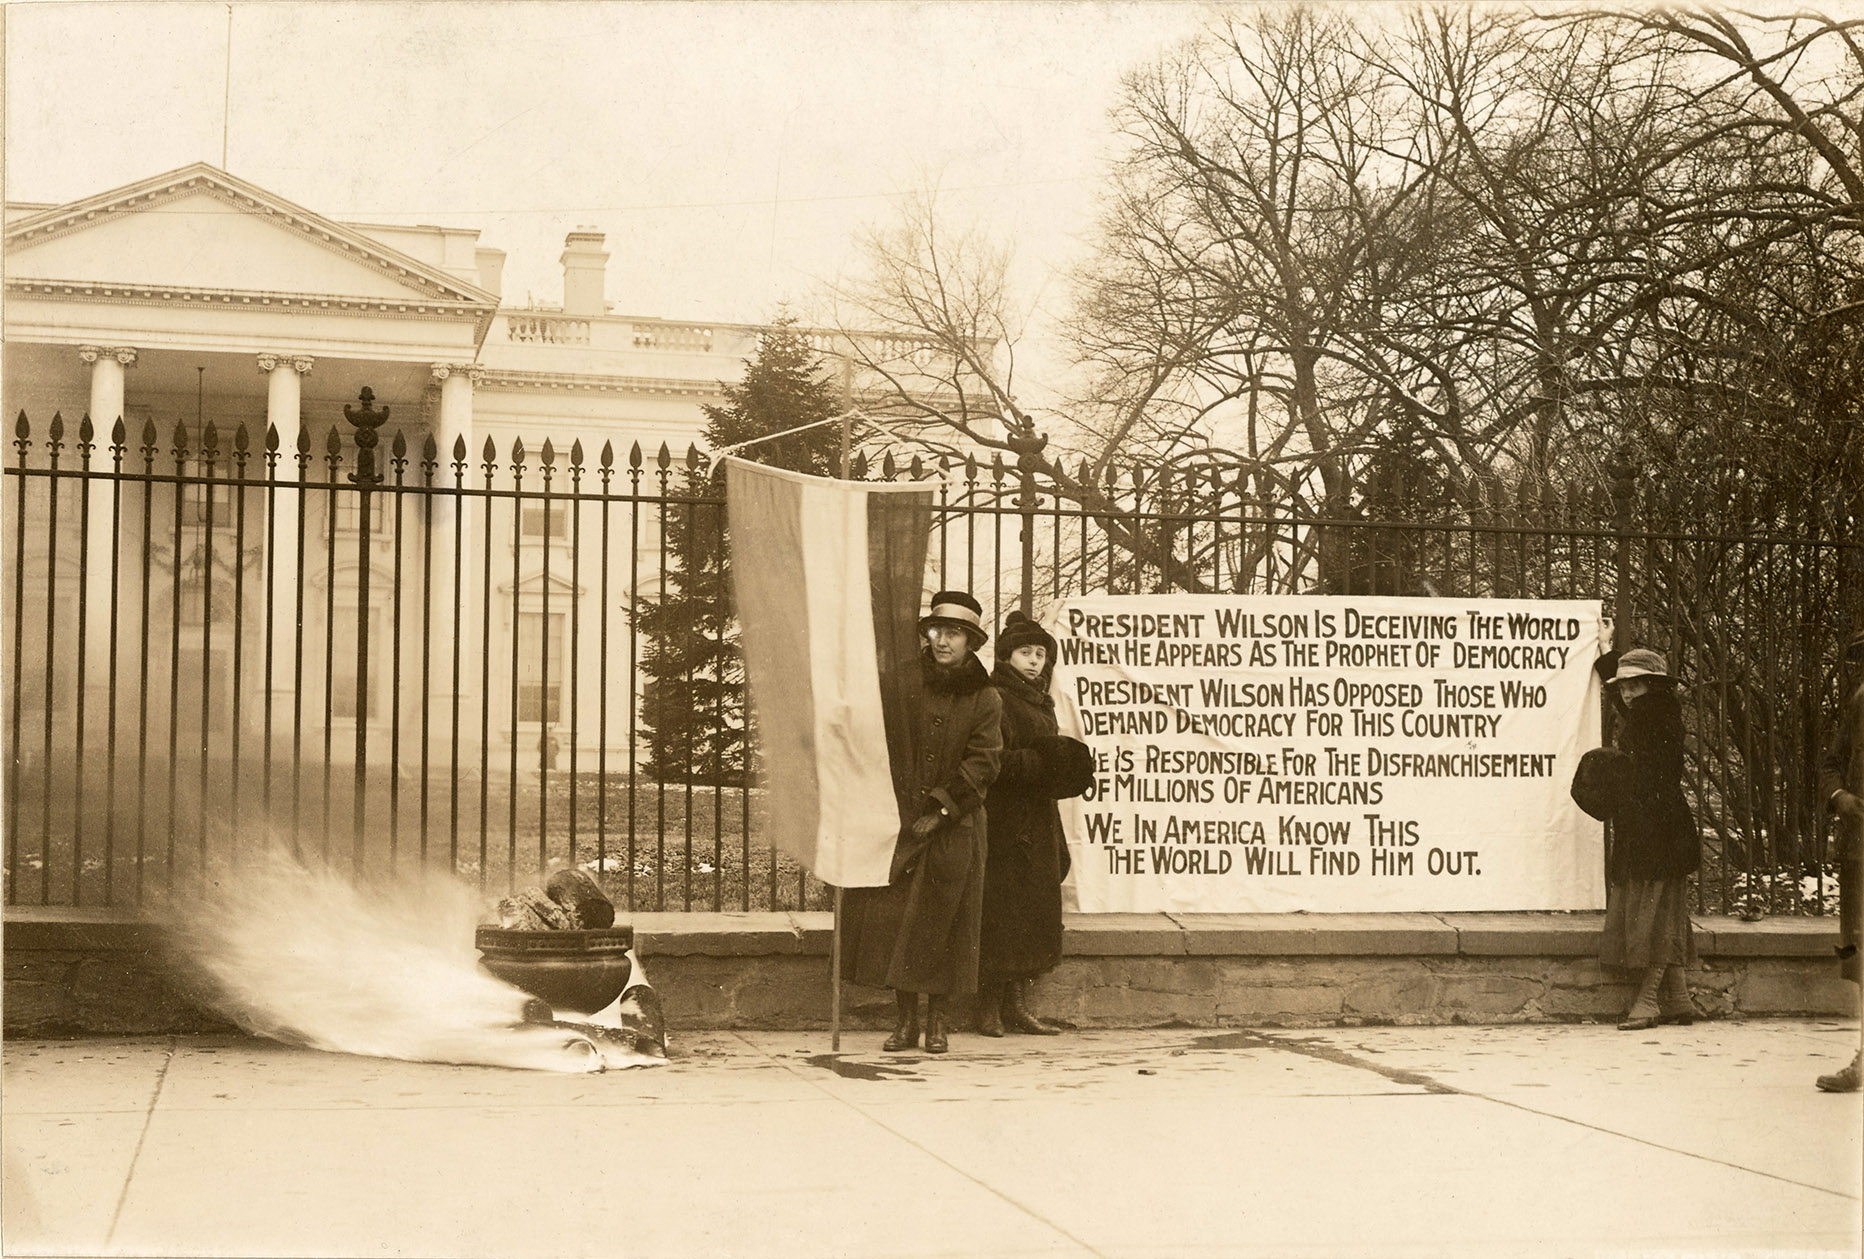 PRESIDENT WILSON IS DECEIVING THE WORLD
WHEN HE APPEARS AS THE PROPHET OF DEMOCRACY
PRESIDENT WILSON HAS OPPOSED THOSE WHO
DEMAND DEMOCRACY FOR THIS COUNTRY
HE IS RESPONSIBLE FOR THE DISFRANCHISEMENT
OF MILLIONS OF AMERICANS
WE IN AMERICA KNOW THIS
THE WORLD WILL FIND HIM OUT.